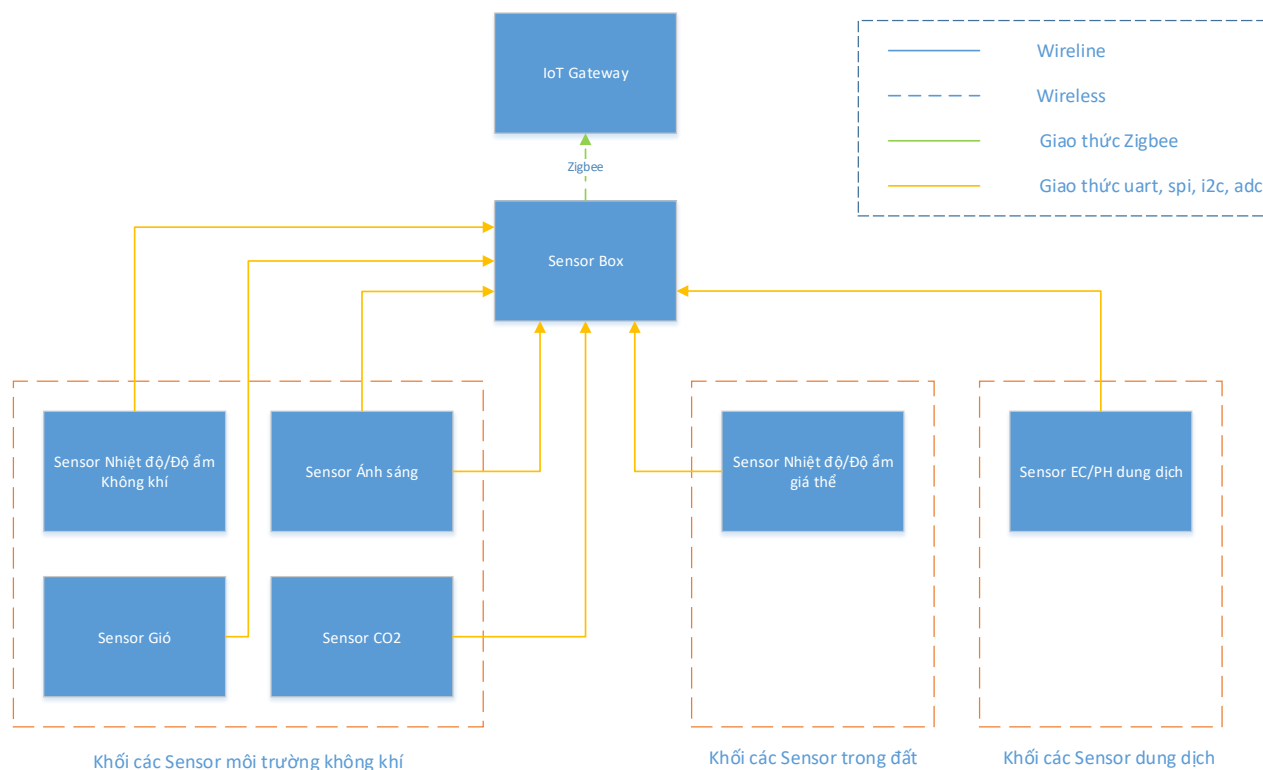 IoT Gateway
Wireline
Wireless
Giao thức Zigbee
Giao thức uart, spi, i2c, adc
Zigbee
Sensor Box
Sensor Nhiệt độ/Độ ẩm
Không khí
Sensor Ánh sáng
Sensor Nhiệt độ/Độ ẩm
giá thể
Sensor EC/PH dung dịch
Sensor Gió
Sensor CO2
Khối các Sensor môi trường không khí
Khối các Sensor trong đất
Khối các Sensor dung dịch